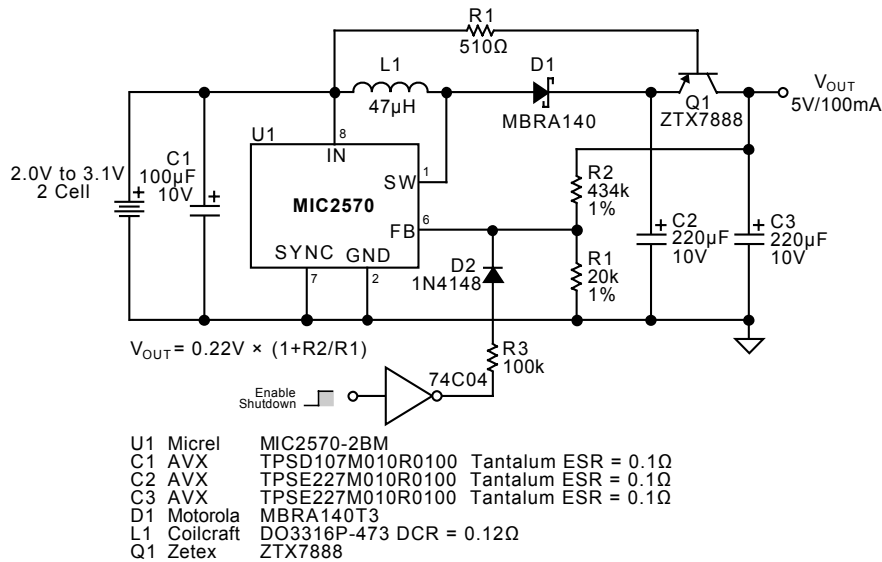 R1
510Ω
L1
47µH
D1
MBRA140
Q1
ZTX7888
VOUT
5V/100mA
U1
8
IN
2.0V to 3.1V
2 Cell
+
C1
100µF
10V
+
SW
1
MIC2570
FB
6
SYNC
7
GND
2
R2
434k
1%
D2
1N4148
R1
20k
1%
+
C2
220µF
10V
+
C3
220µF
10V
VOUT = 0.22V × (1+R2/R1)
R3
100k
Enable
Shutdown
74C04
U1 Micrel MIC2570-2BM
C1 AVX TPSD107M010R0100 Tantalum ESR = 0.1Ω
C2 AVX TPSE227M010R0100 Tantalum ESR = 0.1Ω
C3 AVX TPSE227M010R0100 Tantalum ESR = 0.1Ω
D1 Motorola MBRA140T3
L1 Coilcraft DO3316P-473 DCR = 0.12Ω
Q1 Zetex ZTX7888